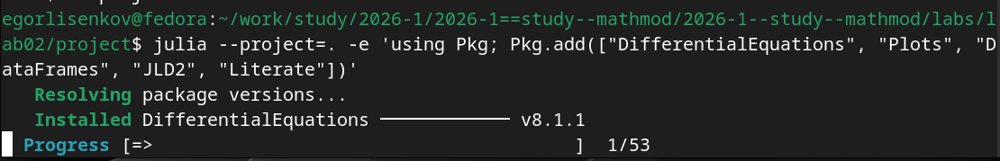 egorlisenkov@fedora:~/work/study/2026-1/2026-1==study--mathmod/2026-1--study--mathmod/labs/l
ab02/project$ julia --project=. -e 'using Pkg; Pkg.add(["DifferentialEquations", "Plots", "D
ataFrames", "JLD2", "Literate"])'
Resolving package versions...
Installed DifferentialEquations ───────────── v8.1.1
Progress [=> ] 1/53